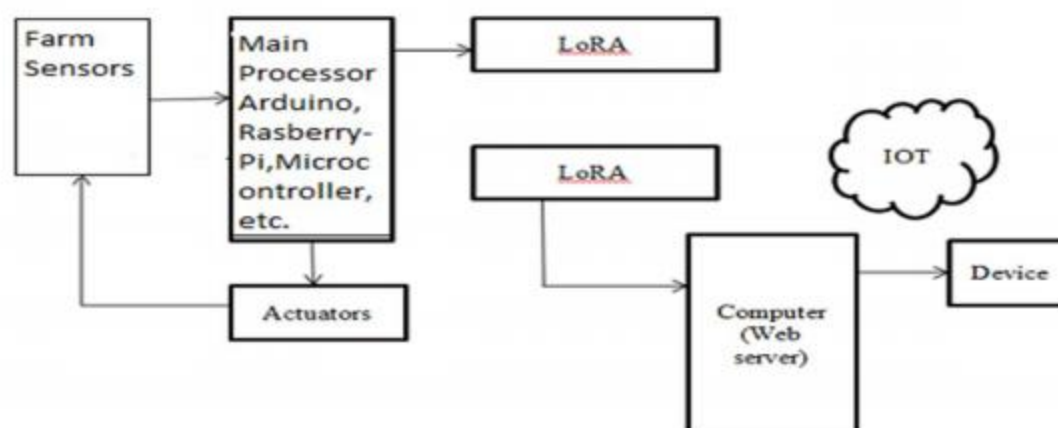 Farm
Sensors
Main
Processor
Arduino,
Rasberry-
Pi,Microc
ontroller,
etc.
LoRA
LoRA
IOT
Actuators
Computer
(Web
server)
Device